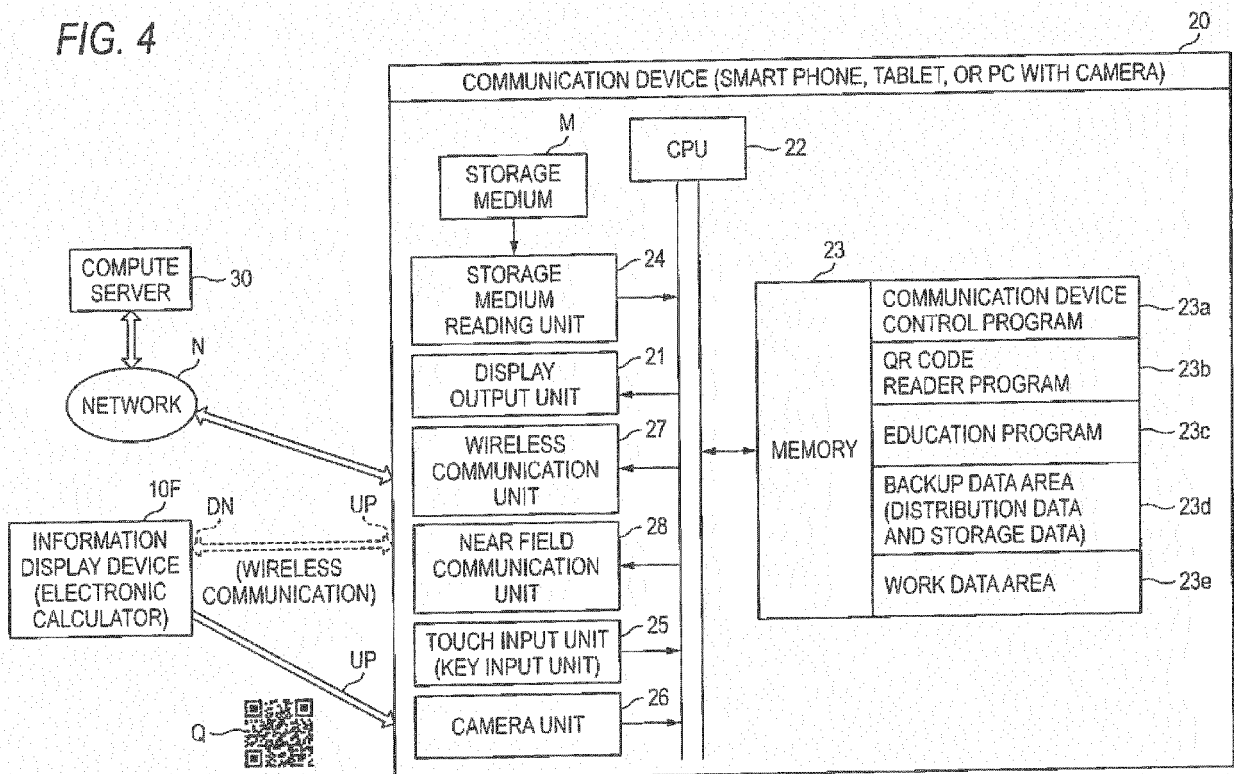 FIG. 4
20
COMMUNICATION DEVICE (SMART PHONE, TABLET, OR PC WITH CAMERA)
M
STORAGE
MEDIUM
CPU
22
COMPUTE
SERVER
30
N
NETWORK
24
STORAGE
MEDIUM
READING UNIT
21
DISPLAY
OUTPUT UNIT
27
WIRELESS
COMMUNICATION
UNIT
28
NEAR FIELD
COMMUNICATION
UNIT
25
TOUCH INPUT UNIT
(KEY INPUT UNIT)
26
CAMERA UNIT
10F
INFORMATION
DISPLAY DEVICE
(ELECTRONIC
CALCULATOR)
DN
UP
(WIRELESS
COMMUNICATION)
UP
Q
23
MEMORY
COMMUNICATION DEVICE
CONTROL PROGRAM
23a
QR CODE
READER PROGRAM
23b
EDUCATION PROGRAM
23c
BACKUP DATA AREA
(DISTRIBUTION DATA
AND STORAGE DATA)
23d
WORK DATA AREA
23e